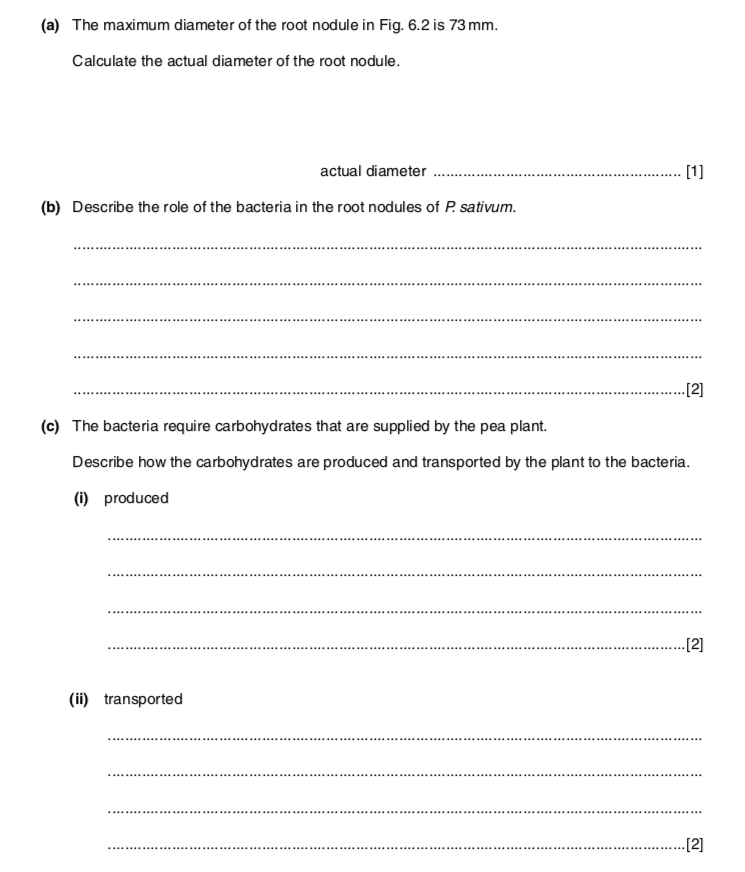 (a) The maximum diameter of the root nodule in Fig. 6.2 is 73 mm.
Calculate the actual diameter of the root nodule.
actual diameter ........................................................... [1]
(b) Describe the role of the bacteria in the root nodules of P. sativum.
...................................................................................................................................................
...................................................................................................................................................
...................................................................................................................................................
...................................................................................................................................................
...............................................................................................................................................[2]
(c) The bacteria require carbohydrates that are supplied by the pea plant.
Describe how the carbohydrates are produced and transported by the plant to the bacteria.
(i) produced
...........................................................................................................................................
...........................................................................................................................................
...........................................................................................................................................
.......................................................................................................................................[2]
(ii) transported
...........................................................................................................................................
...........................................................................................................................................
...........................................................................................................................................
.......................................................................................................................................[2]